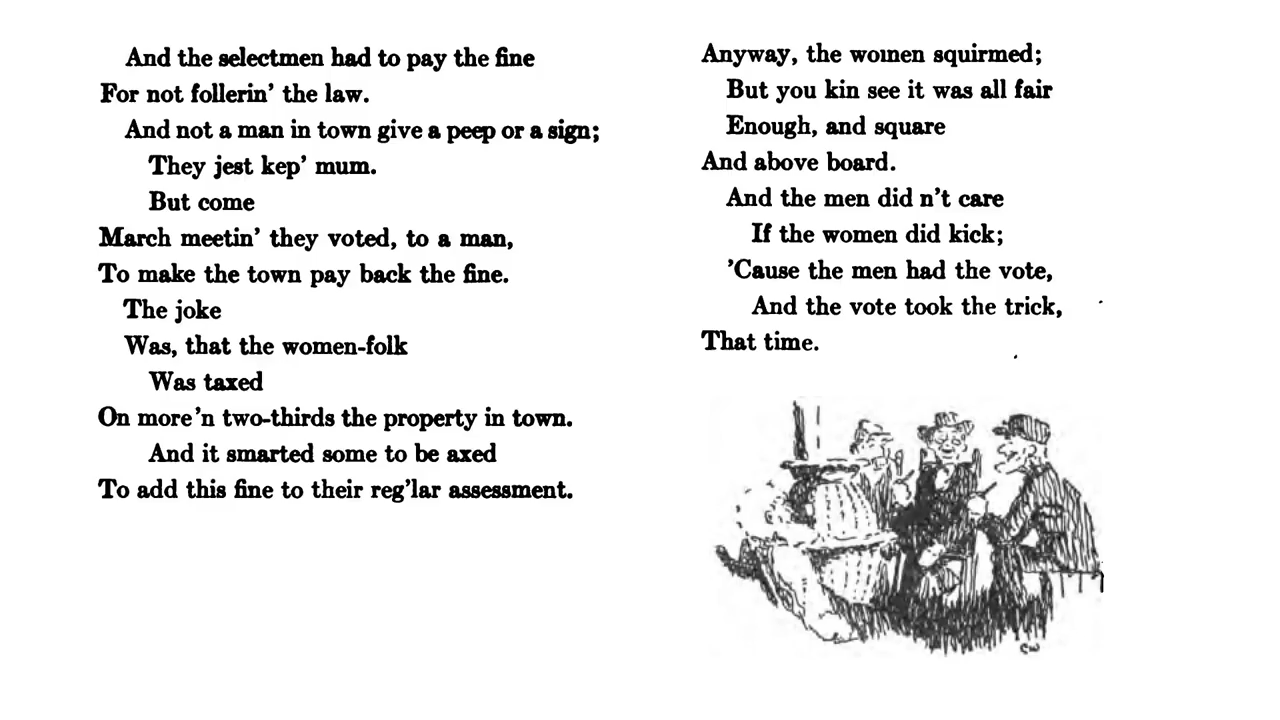 And the selectmen had to pay the fine
For not follerin' the law.
And not a man in town give a peep or a sign;
They jest kep' mum.
But come
March meetin' they voted, to a man,
To make the town pay back the fine.
The joke
Was, that the women-folk
Was taxed
On more'n two-thirds the property in town.
And it smarted some to be axed
To add this fine to their reg'lar assessment.
Anyway, the women squirmed;
But you kin see it was all fair
Enough, and square
And above board.
And the men did n't care
If the women did kick;
'Cause the men had the vote,
And the vote took the trick,
That time.
CW